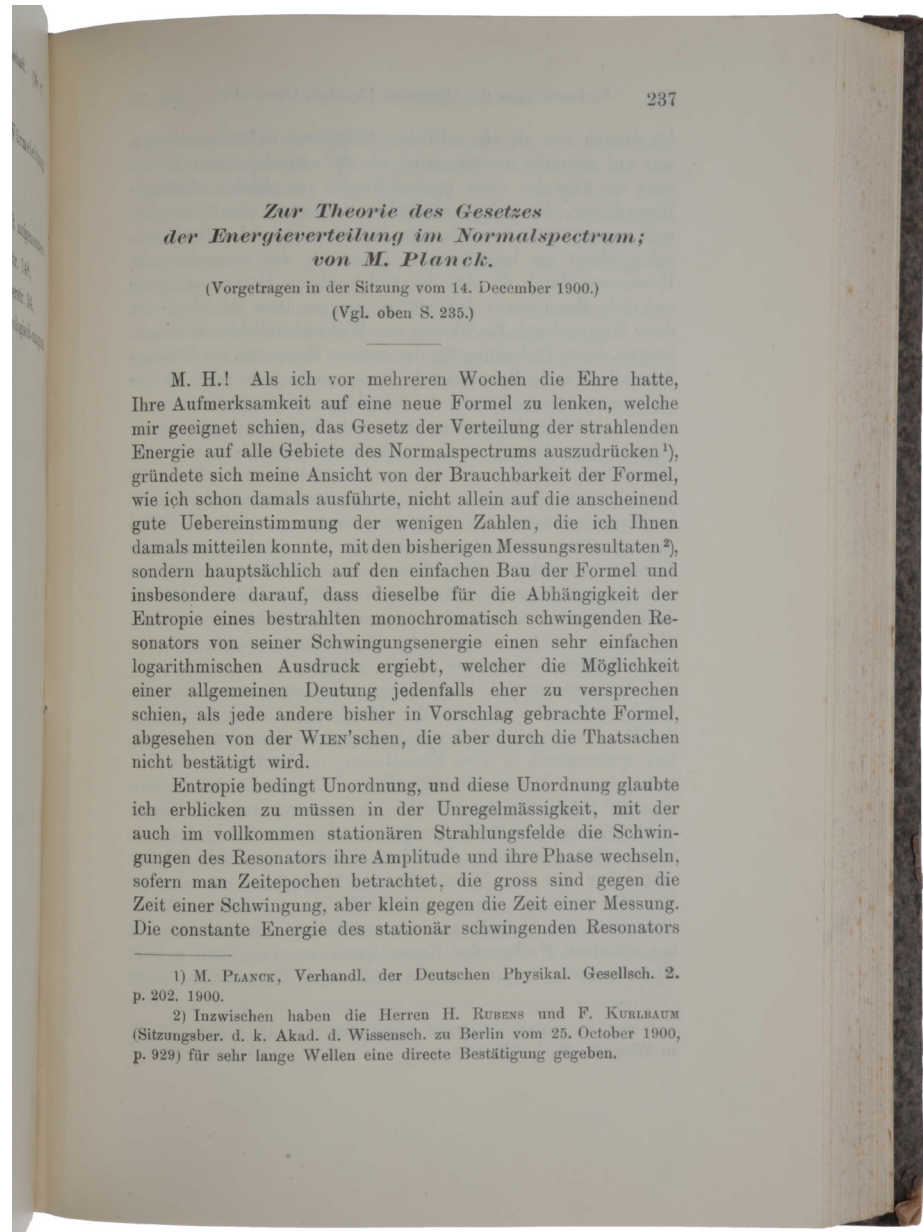 237
Zur Theorie des Gesetzes
der Energieverteilung im Normalspectrum;
von M. Planck.
(Vorgetragen in der Sitzung vom 14. December 1900.)
(Vgl. oben S. 235.)
M. H.! Als ich vor mehreren Wochen die Ehre hatte,
Ihre Aufmerksamkeit auf eine neue Formel zu lenken, welche
mir geeignet schien, das Gesetz der Verteilung der strahlenden
Energie auf alle Gebiete des Normalspectrums auszudrücken¹),
gründete sich meine Ansicht von der Brauchbarkeit der Formel,
wie ich schon damals ausführte, nicht allein auf die anscheinend
gute Uebereinstimmung der wenigen Zahlen, die ich Ihnen
damals mitteilen konnte, mit den bisherigen Messungsresultaten²),
sondern hauptsächlich auf den einfachen Bau der Formel und
insbesondere darauf, dass dieselbe für die Abhängigkeit der
Entropie eines bestrahlten monochromatisch schwingenden Re-
sonators von seiner Schwingungsenergie einen sehr einfachen
logarithmischen Ausdruck ergiebt, welcher die Möglichkeit
einer allgemeinen Deutung jedenfalls eher zu versprechen
schien, als jede andere bisher in Vorschlag gebrachte Formel,
abgesehen von der WIEN'schen, die aber durch die Thatsachen
nicht bestätigt wird.
Entropie bedingt Unordnung, und diese Unordnung glaubte
ich erblicken zu müssen in der Unregelmässigkeit, mit der
auch im vollkommen stationären Strahlungsfelde die Schwin-
gungen des Resonators ihre Amplitude und ihre Phase wechseln,
sofern man Zeitepochen betrachtet, die gross sind gegen die
Zeit einer Schwingung, aber klein gegen die Zeit einer Messung.
Die constante Energie des stationär schwingenden Resonators
1) M. PLANCK, Verhandl. der Deutschen Physikal. Gesellsch. 2.
p. 202. 1900.
2) Inzwischen haben die Herren H. RUBENS und F. KURLBAUM
(Sitzungsber. d. k. Akad. d. Wissensch. zu Berlin vom 25. October 1900,
p. 929) für sehr lange Wellen eine directe Bestätigung gegeben.